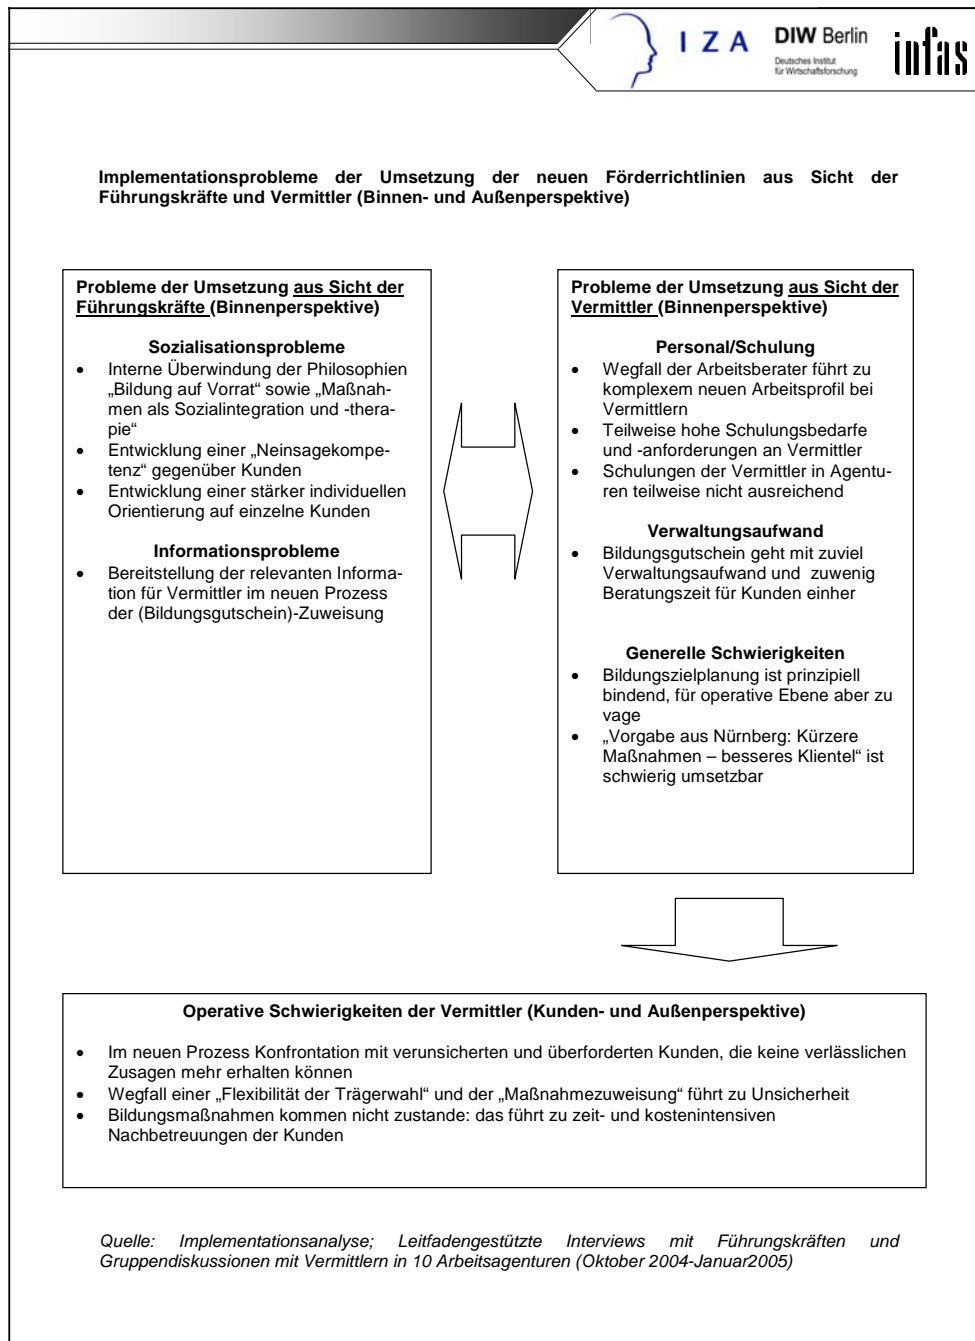 I Z A
DIW Berlin
Deutsches Institut
für Wirtschaftsforschung
infas
Implementationsprobleme der Umsetzung der neuen Förderrichtlinien aus Sicht der
Führungskräfte und Vermittler (Binnen- und Außenperspektive)
Probleme der Umsetzung aus Sicht der
Führungskräfte (Binnenperspektive)
Sozialisationsprobleme
• Interne Überwindung der Philosophien
„Bildung auf Vorrat“ sowie „Maßnah-
men als Sozialintegration und -thera-
pie“
• Entwicklung einer „Neinsagekompe-
tenz“ gegenüber Kunden
• Entwicklung einer stärker individuellen
Orientierung auf einzelne Kunden
Informationsprobleme
• Bereitstellung der relevanten Informa-
tion für Vermittler im neuen Prozess
der (Bildungsgutschein)-Zuweisung
Probleme der Umsetzung aus Sicht der
Vermittler (Binnenperspektive)
Personal/Schulung
• Wegfall der Arbeitsberater führt zu
komplexem neuen Arbeitsprofil bei
Vermittlern
• Teilweise hohe Schulungsbedarfe
und -anforderungen an Vermittler
• Schulungen der Vermittler in Agentu-
ren teilweise nicht ausreichend
Verwaltungsaufwand
• Bildungsgutschein geht mit zuviel
Verwaltungsaufwand und zuwenig
Beratungszeit für Kunden einher
Generelle Schwierigkeiten
• Bildungszielplanung ist prinzipiell
bindend, für operative Ebene aber zu
vage
• „Vorgabe aus Nürnberg: Kürzere
Maßnahmen – besseres Klientel“ ist
schwierig umsetzbar
Operative Schwierigkeiten der Vermittler (Kunden- und Außenperspektive)
• Im neuen Prozess Konfrontation mit verunsicherten und überforderten Kunden, die keine verlässlichen
Zusagen mehr erhalten können
• Wegfall einer „Flexibilität der Trägerwahl“ und der „Maßnahmezuweisung“ führt zu Unsicherheit
• Bildungsmaßnahmen kommen nicht zustande: das führt zu zeit- und kostenintensiven
Nachbetreuungen der Kunden
Quelle: Implementationsanalyse; Leitfadengestützte Interviews mit Führungskräften und
Gruppendiskussionen mit Vermittlern in 10 Arbeitsagenturen (Oktober 2004-Januar2005)